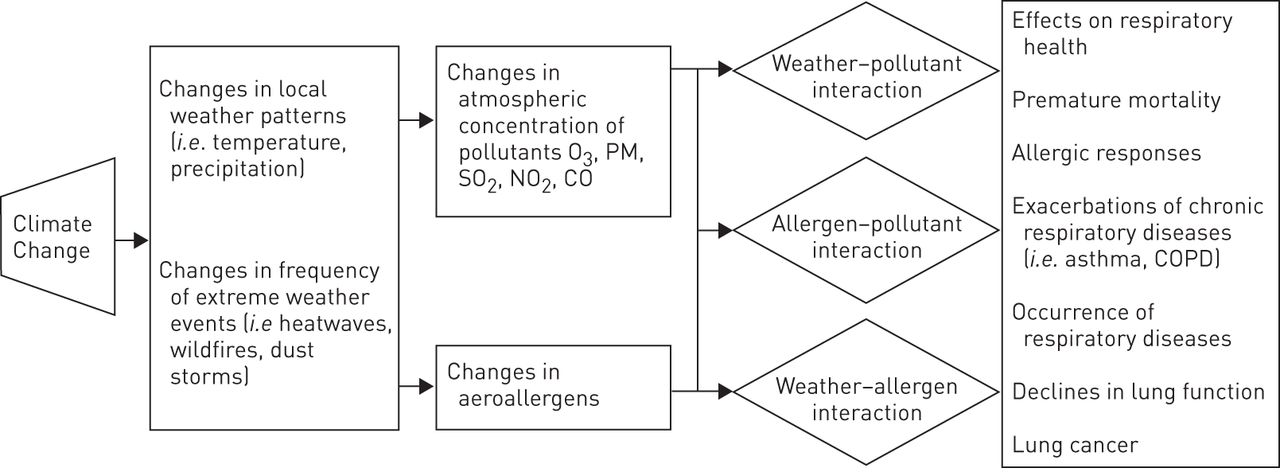 Climate
Change
Changes in local
weather patterns
(i.e. temperature,
precipitation)
Changes in frequency
of extreme weather
events (i.e heatwaves,
wildfires, dust
storms)
Changes in
atmospheric
concentration of
pollutants O3, PM,
SO2, NO2, CO
Changes in
aeroallergens
Weather–pollutant
interaction
Allergen–pollutant
interaction
Weather–allergen
interaction
Effects on respiratory
health
Premature mortality
Allergic responses
Exacerbations of chronic
respiratory diseases
(i.e. asthma, COPD)
Occurrence of
respiratory diseases
Declines in lung function
Lung cancer